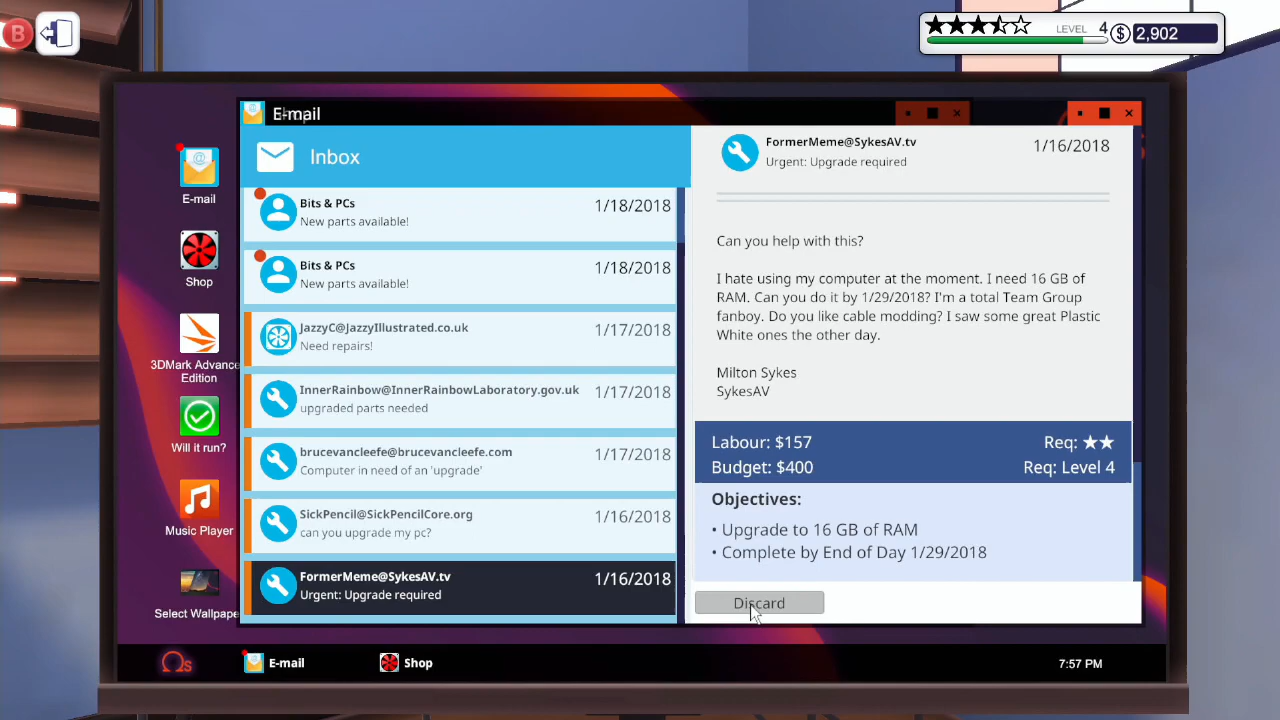 B
LEVEL 4
$ 2,902
E-mail
Inbox
Bits & PCs
1/18/2018
New parts available!
Bits & PCs
1/18/2018
New parts available!
JazzyC@JazzyIllustrated.co.uk
1/17/2018
Need repairs!
InnerRainbow@InnerRainbowLaboratory.gov.uk
1/17/2018
upgraded parts needed
brucevancleefe@brucevancleefe.com
1/17/2018
Computer in need of an 'upgrade'
SickPencil@SickPencilCore.org
1/16/2018
can you upgrade my pc?
FormerMeme@SykesAV.tv
1/16/2018
Urgent: Upgrade required
FormerMeme@SykesAV.tv
1/16/2018
Urgent: Upgrade required
Can you help with this?
I hate using my computer at the moment. I need 16 GB of
RAM. Can you do it by 1/29/2018? I'm a total Team Group
fanboy. Do you like cable modding? I saw some great Plastic
White ones the other day.
Milton Sykes
SykesAV
Labour: $157
Req: ★★
Budget: $400
Req: Level 4
Objectives:
• Upgrade to 16 GB of RAM
• Complete by End of Day 1/29/2018
Discard
E-mail
Shop
3DMark Advance
Edition
Will it run?
Music Player
Select Wallpape
Ωs
E-mail
Shop
7:57 PM